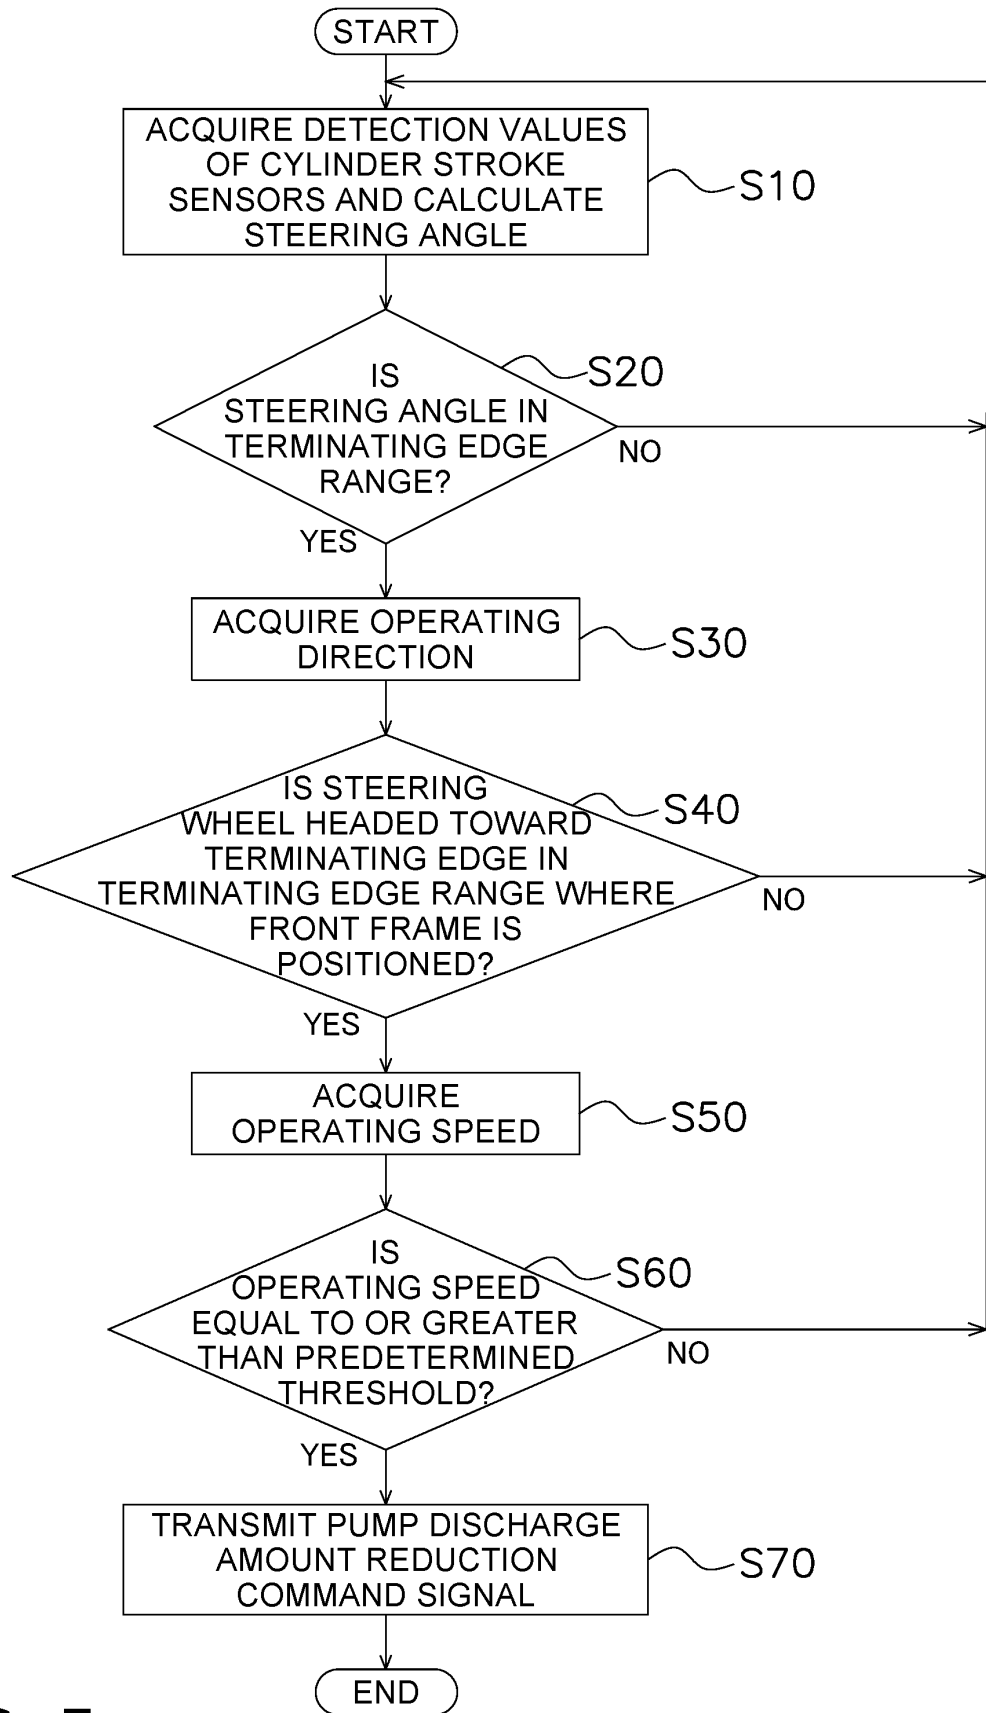 START
ACQUIRE DETECTION VALUES
OF CYLINDER STROKE
SENSORS AND CALCULATE
STEERING ANGLE
S10
IS
STEERING ANGLE IN
TERMINATING EDGE
RANGE?
S20
NO
YES
ACQUIRE OPERATING
DIRECTION
S30
IS STEERING
WHEEL HEADED TOWARD
TERMINATING EDGE IN
TERMINATING EDGE RANGE WHERE
FRONT FRAME IS
POSITIONED?
S40
NO
YES
ACQUIRE
OPERATING SPEED
S50
IS
OPERATING SPEED
EQUAL TO OR GREATER
THAN PREDETERMINED
THRESHOLD?
S60
NO
YES
TRANSMIT PUMP DISCHARGE
AMOUNT REDUCTION
COMMAND SIGNAL
S70
END